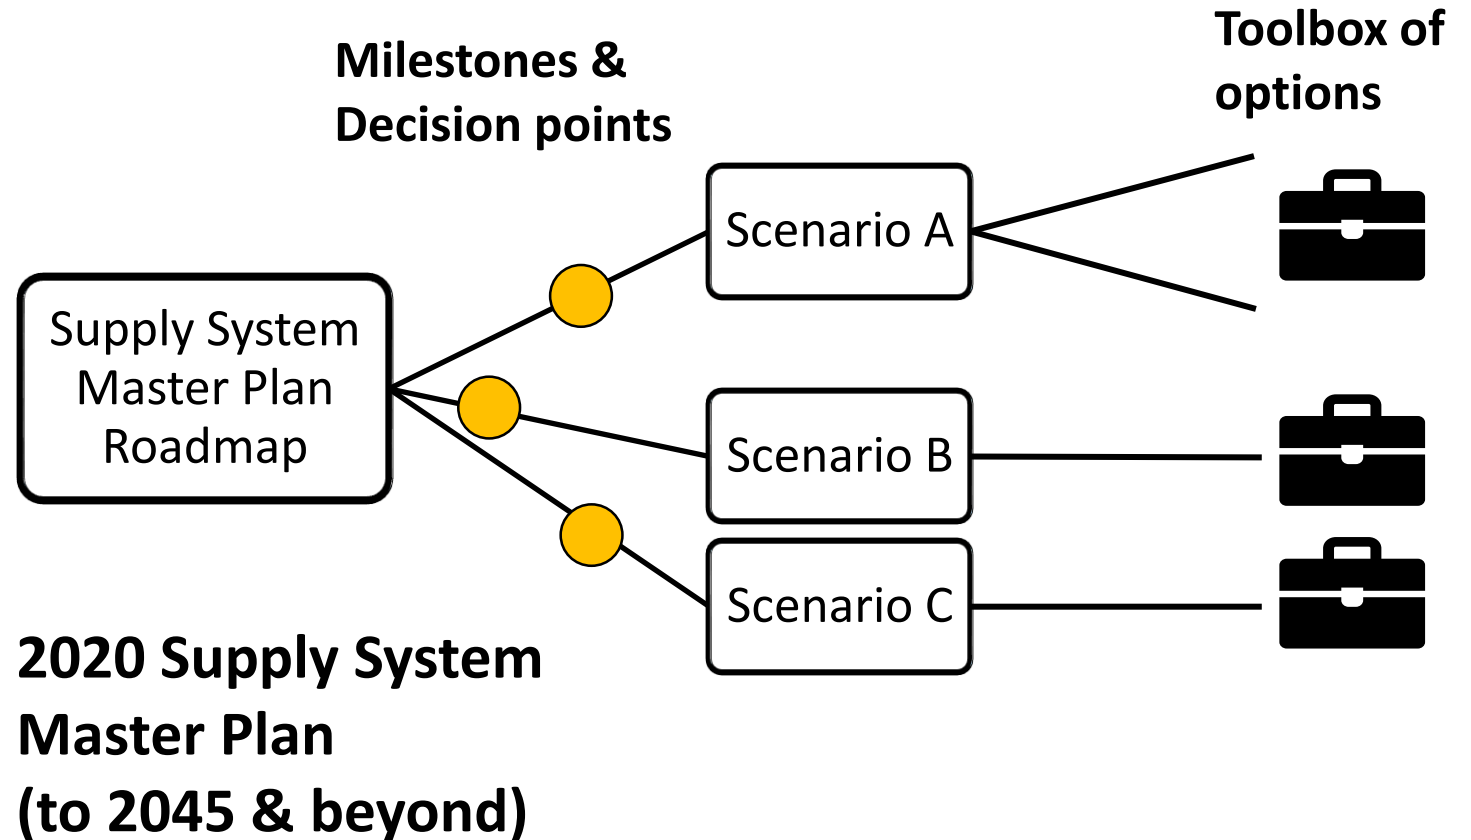 Toolbox of
options
Milestones &
Decision points
Scenario A
Supply System
Master Plan
Roadmap
Scenario B
Scenario C
2020 Supply System
Master Plan
(to 2045 & beyond)